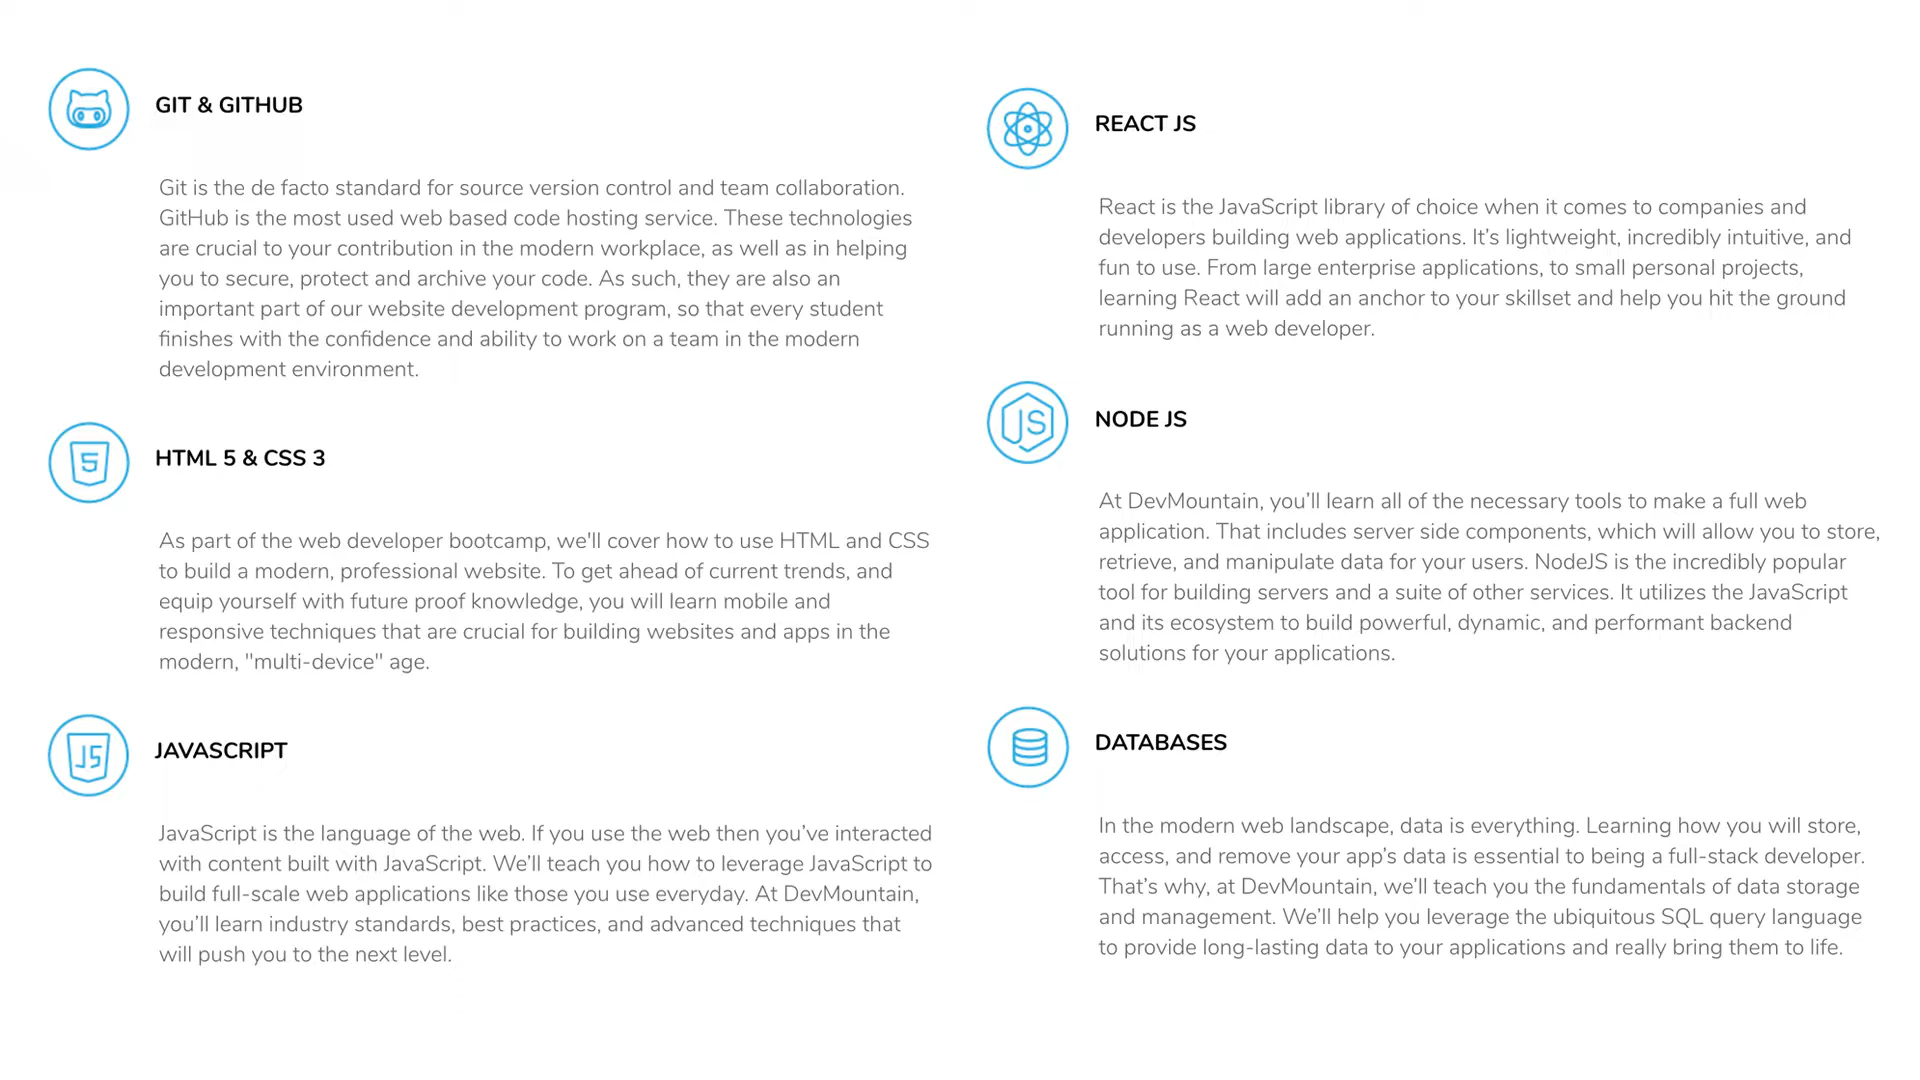 GIT & GITHUB
Git is the de facto standard for source version control and team collaboration.
GitHub is the most used web based code hosting service. These technologies
are crucial to your contribution in the modern workplace, as well as in helping
you to secure, protect and archive your code. As such, they are also an
important part of our website development program, so that every student
finishes with the confidence and ability to work on a team in the modern
development environment.
5
HTML 5 & CSS 3
As part of the web developer bootcamp, we'll cover how to use HTML and CSS
to build a modern, professional website. To get ahead of current trends, and
equip yourself with future proof knowledge, you will learn mobile and
responsive techniques that are crucial for building websites and apps in the
modern, "multi-device" age.
JS
JAVASCRIPT
JavaScript is the language of the web. If you use the web then you’ve interacted
with content built with JavaScript. We’ll teach you how to leverage JavaScript to
build full-scale web applications like those you use everyday. At DevMountain,
you’ll learn industry standards, best practices, and advanced techniques that
will push you to the next level.
REACT JS
React is the JavaScript library of choice when it comes to companies and
developers building web applications. It’s lightweight, incredibly intuitive, and
fun to use. From large enterprise applications, to small personal projects,
learning React will add an anchor to your skillset and help you hit the ground
running as a web developer.
JS
NODE JS
At DevMountain, you’ll learn all of the necessary tools to make a full web
application. That includes server side components, which will allow you to store,
retrieve, and manipulate data for your users. NodeJS is the incredibly popular
tool for building servers and a suite of other services. It utilizes the JavaScript
and its ecosystem to build powerful, dynamic, and performant backend
solutions for your applications.
DATABASES
In the modern web landscape, data is everything. Learning how you will store,
access, and remove your app’s data is essential to being a full-stack developer.
That’s why, at DevMountain, we’ll teach you the fundamentals of data storage
and management. We’ll help you leverage the ubiquitous SQL query language
to provide long-lasting data to your applications and really bring them to life.